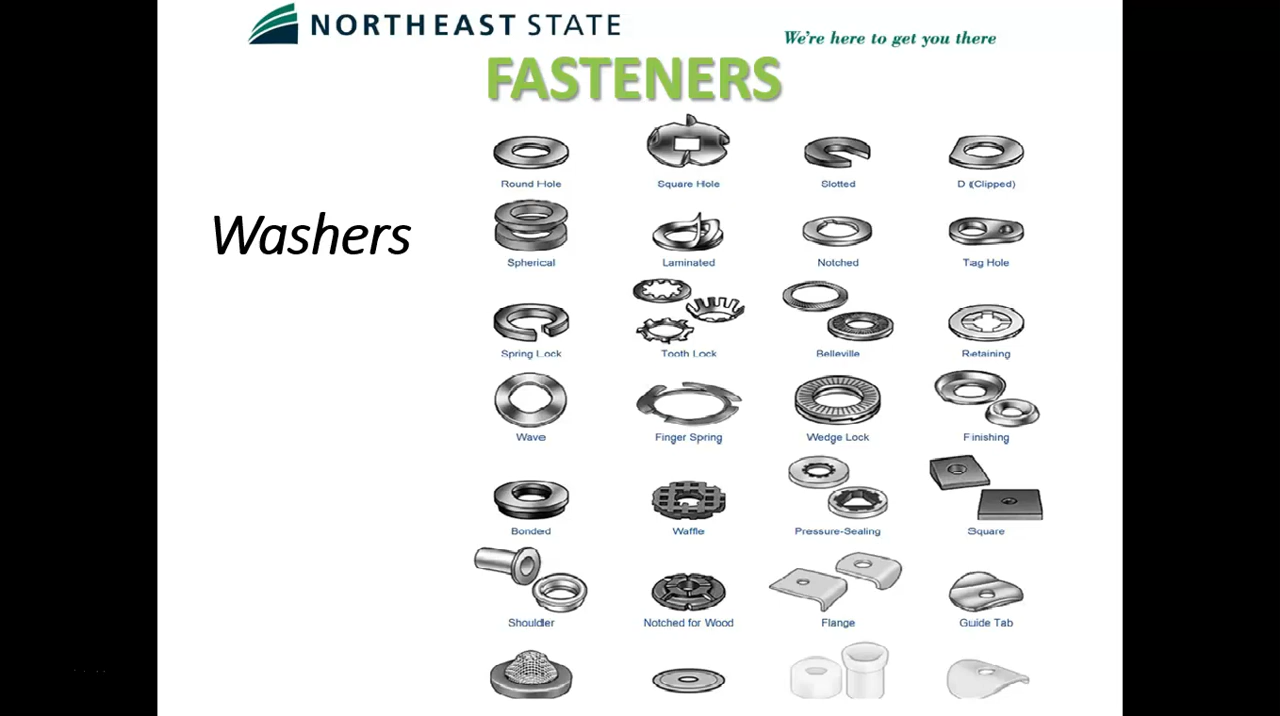 NORTHEAST STATE
We're here to get you there
FASTENERS
Washers
Round Hole
Square Hole
Slotted
D (Clipped)
Spherical
Laminated
Notched
Tag Hole
Spring Lock
Tooth Lock
Belleville
Retaining
Wave
Finger Spring
Wedge Lock
Finishing
Bonded
Waffle
Pressure-Sealing
Square
Shoulder
Notched for Wood
Flange
Guide Tab